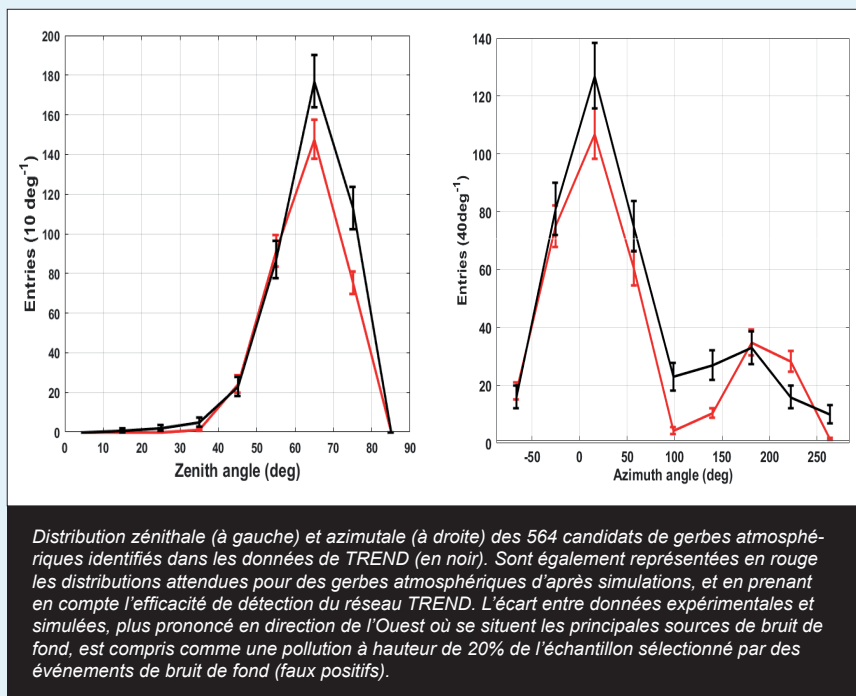 200
180
160
140
120
100
80
60
40
20
0
Entries (10 deg-1)
0 10 20 30 40 50 60 70 80 90
Zenith angle (deg)
140
120
100
80
60
40
20
0
Entries (40deg-1)
-50 0 50 100 150 200 250
Azimuth angle (deg)
Distribution zénithale (à gauche) et azimutale (à droite) des 564 candidats de gerbes atmosphé-
riques identifiés dans les données de TREND (en noir). Sont également représentées en rouge
les distributions attendues pour des gerbes atmosphériques d'après simulations, et en prenant
en compte l'efficacité de détection du réseau TREND. L'écart entre données expérimentales et
simulées, plus prononcé en direction de l'Ouest où se situent les principales sources de bruit de
fond, est compris comme une pollution à hauteur de 20% de l'échantillon sélectionné par des
événements de bruit de fond (faux positifs).